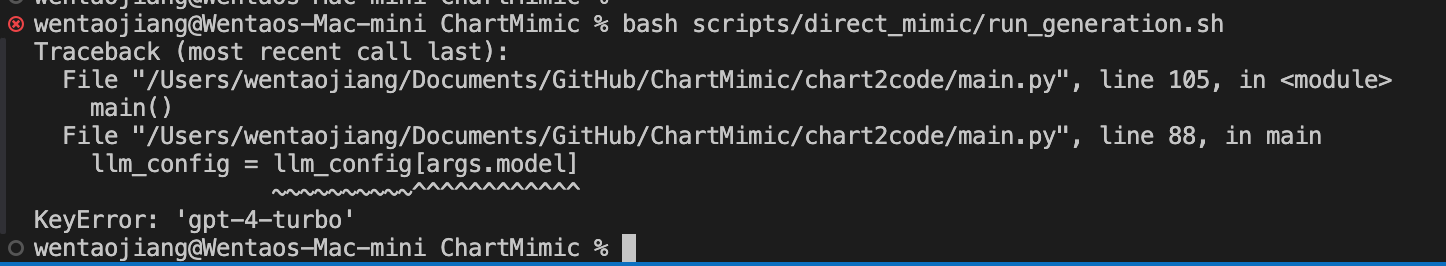 wentaojiang@Wentaos-Mac-mini ChartMimic % bash scripts/direct_mimic/run_generation.sh
Traceback (most recent call last):
  File "/Users/wentaojiang/Documents/GitHub/ChartMimic/chart2code/main.py", line 105, in <module>
    main()
  File "/Users/wentaojiang/Documents/GitHub/ChartMimic/chart2code/main.py", line 88, in main
    llm_config = llm_config[args.model]
                 ~~~~~~~~~~^^^^^^^^^^^^
KeyError: 'gpt-4-turbo'
wentaojiang@Wentaos-Mac-mini ChartMimic %